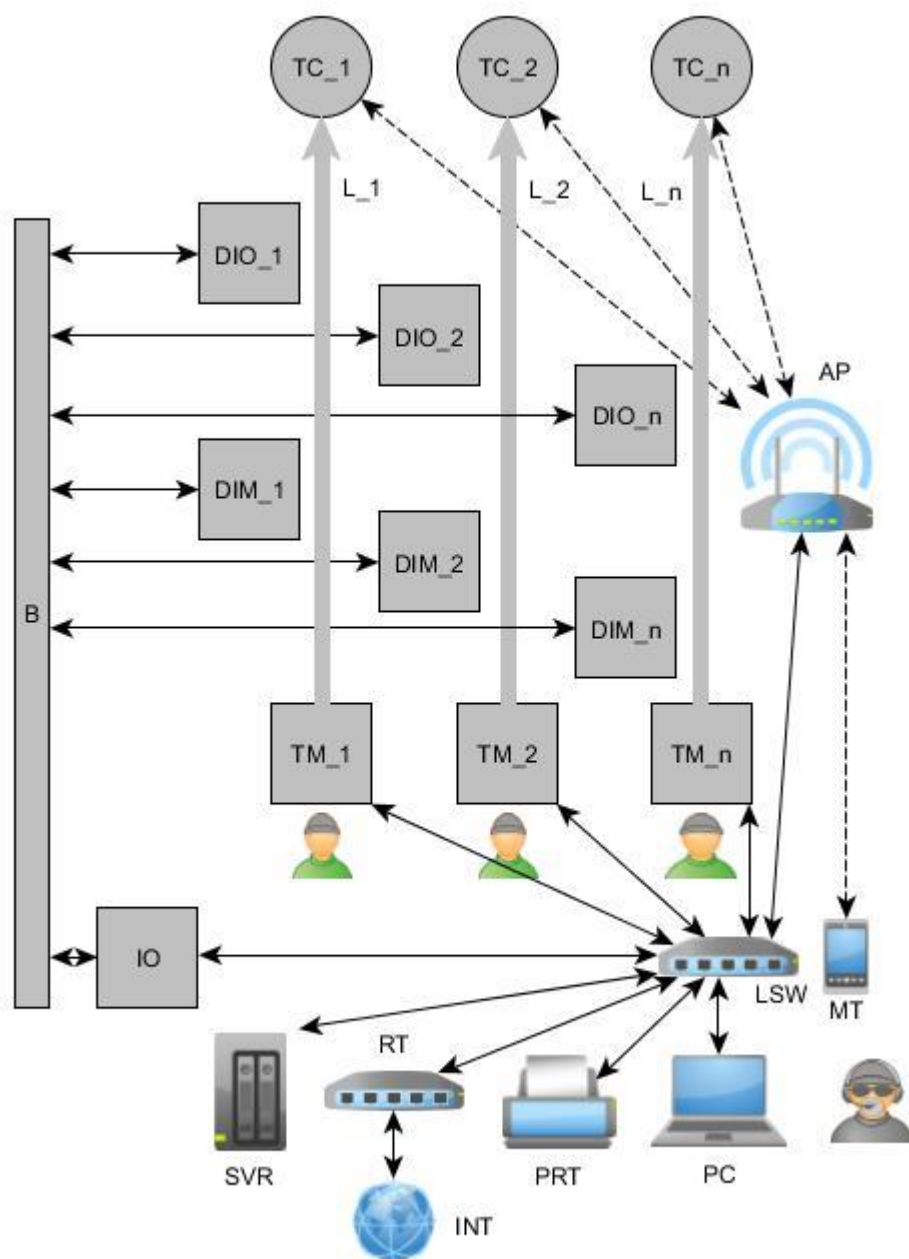 TC_1
TC_2
TC_n
L_1
L_2
L_n
DIO_1
DIO_2
AP
DIO_n
DIM_1
DIM_2
B
DIM_n
TM_1
TM_2
TM_n
IO
LSW
MT
RT
SVR
PRT
PC
INT